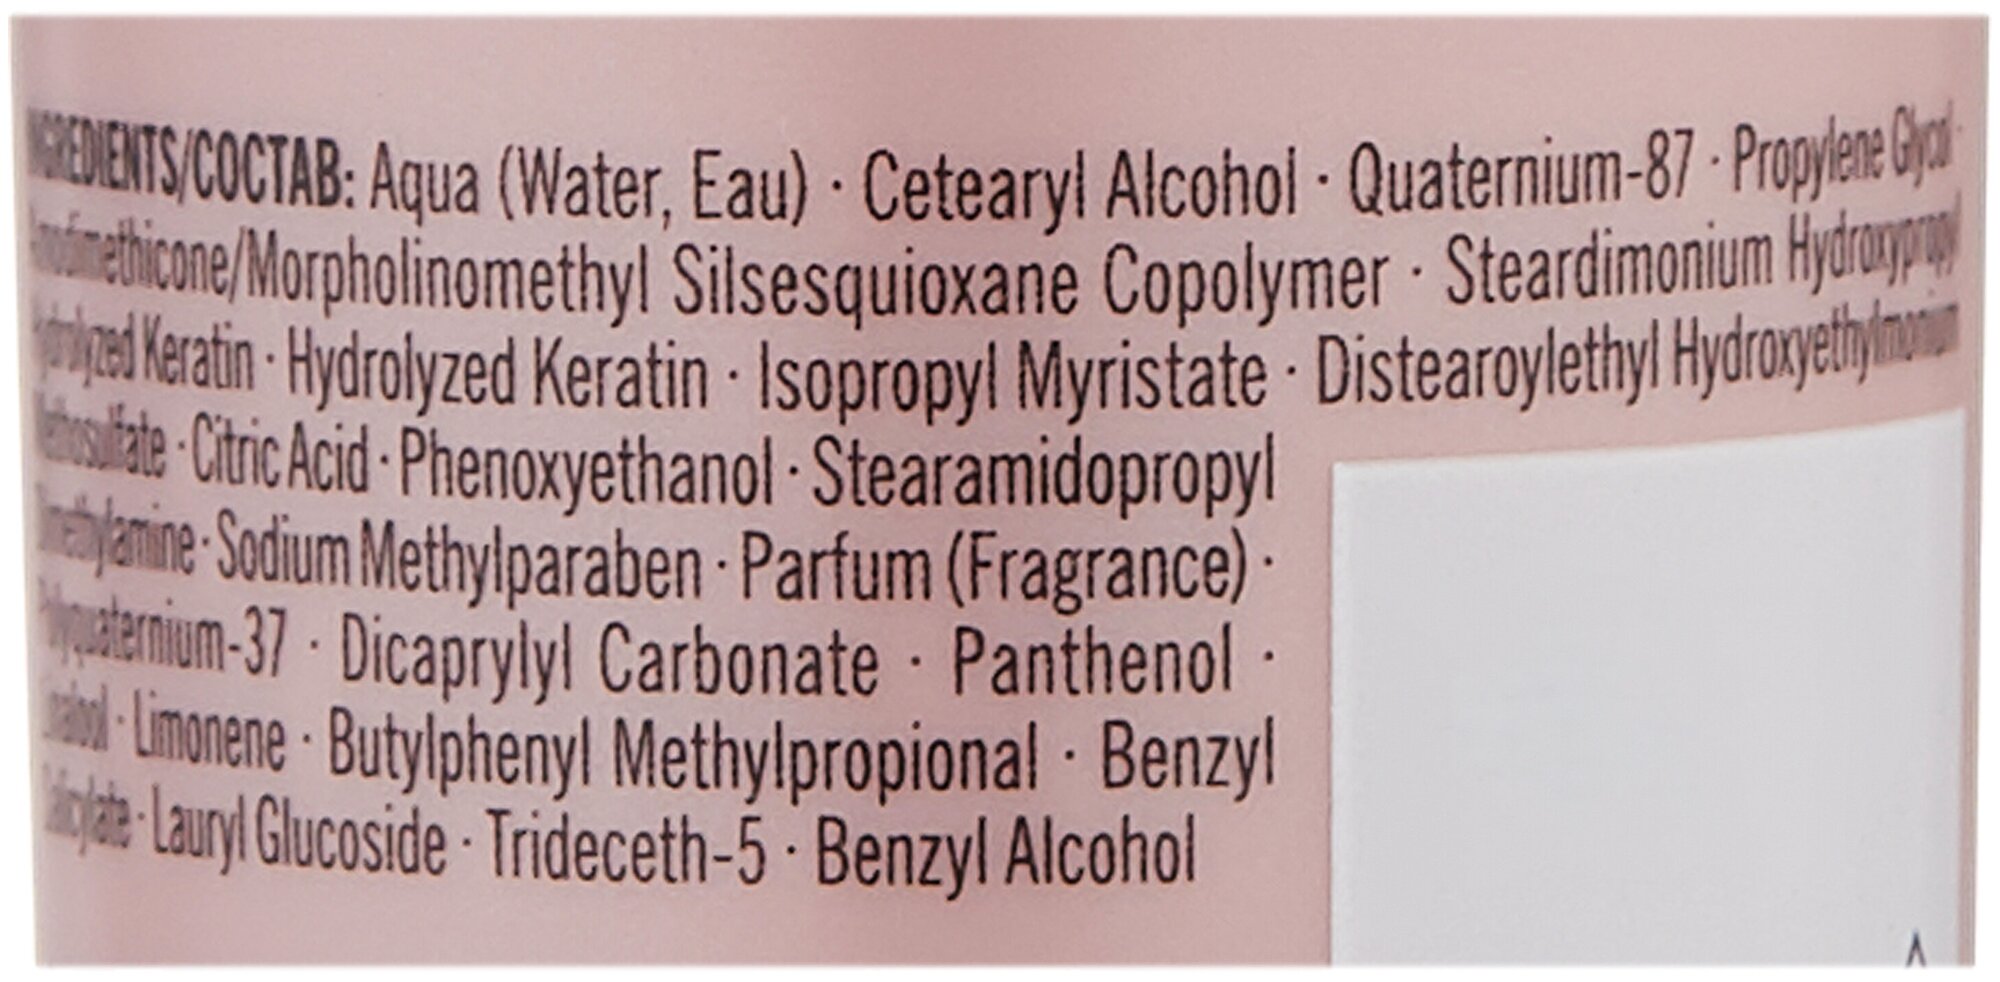 INGREDIENTS/СОСТАВ: Aqua (Water, Eau) · Cetearyl Alcohol · Quaternium-87 · Propylene Glycol ·
Amodimethicone/Morpholinomethyl Silsesquioxane Copolymer · Steardimonium Hydroxypropyl
Hydrolyzed Keratin · Hydrolyzed Keratin · Isopropyl Myristate · Distearoylethyl Hydroxyethylmonium
Methosulfate · Citric Acid · Phenoxyethanol · Stearamidopropyl
Dimethylamine · Sodium Methylparaben · Parfum (Fragrance) ·
Polyquaternium-37 · Dicaprylyl Carbonate · Panthenol ·
Linalool · Limonene · Butylphenyl Methylpropional · Benzyl
Salicylate · Lauryl Glucoside · Trideceth-5 · Benzyl Alcohol